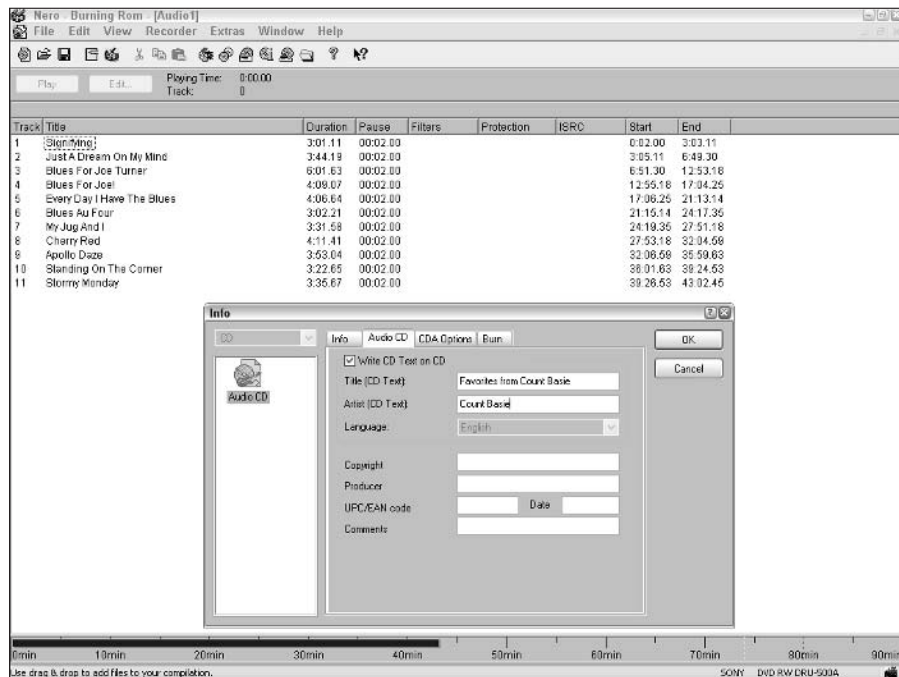 Nero - Burning Rom - [Audio1]
File Edit View Recorder Extras Window Help
Play Edit... Playing Time: 0:00.00
Track: 0
Track Title Duration Pause Filters Protection ISRC Start End
1 Signifying 3:01.11 00:02.00 0:02.00 3:03.11
2 Just A Dream On My Mind 3:44.19 00:02.00 3:05.11 6:49.30
3 Blues For Joe Turner 6:01.63 00:02.00 6:51.30 12:53.18
4 Blues For Joel 4:09.07 00:02.00 12:55.18 17:04.25
5 Every Day I Have The Blues 4:06.64 00:02.00 17:06.25 21:13.14
6 Blues Au Four 3:02.21 00:02.00 21:15.14 24:17.35
7 My Jug And I 3:31.58 00:02.00 24:19.35 27:51.18
8 Cherry Red 4:11.41 00:02.00 27:53.18 32:04.59
9 Apollo Daze 3:53.04 00:02.00 32:06.59 35:59.63
10 Standing On The Corner 3:22.65 00:02.00 36:01.63 39:24.53
11 Stormy Monday 3:35.67 00:02.00 39:26.53 43:02.45
Info
CD
Audio CD
Info Audio CD CDA Options Burn
Write CD Text on CD
Title (CD Text): Favorites from Count Basie
Artist (CD Text): Count Basie
Language: English
Copyright
Producer
UPC/EAN code Date
Comments
OK
Cancel
0min 10min 20min 30min 40min 50min 60min 70min 80min 90min
Use drag & drop to add files to your compilation. SONY DVD RW DRU-500A